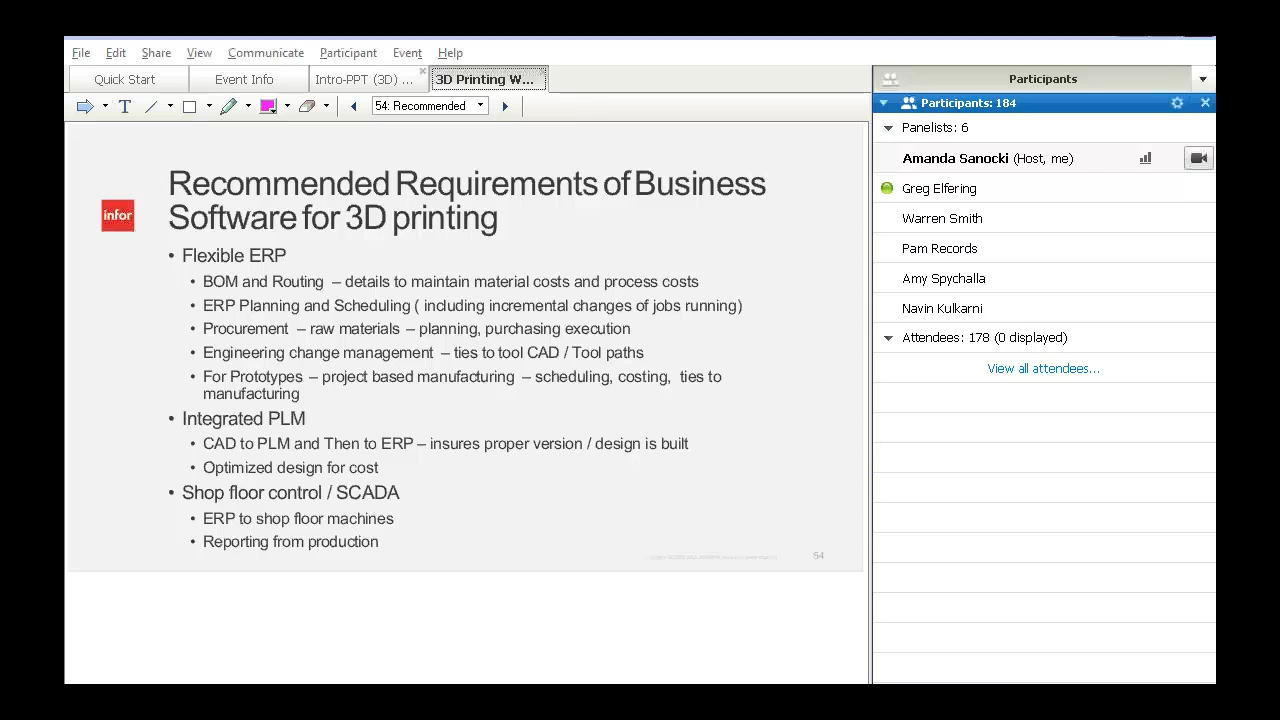 File Edit Share View Communicate Participant Event Help
Quick Start Event Info Intro-PPT (3D) ... 3D Printing W...
T 54: Recommended
Recommended Requirements of Business
Software for 3D printing
infor
• Flexible ERP
• BOM and Routing – details to maintain material costs and process costs
• ERP Planning and Scheduling ( including incremental changes of jobs running)
• Procurement – raw materials – planning, purchasing execution
• Engineering change management – ties to tool CAD / Tool paths
• For Prototypes – project based manufacturing – scheduling, costing, ties to
manufacturing
• Integrated PLM
• CAD to PLM and Then to ERP – insures proper version / design is built
• Optimized design for cost
• Shop floor control / SCADA
• ERP to shop floor machines
• Reporting from production
54
Participants
Participants: 184
Panelists: 6
Amanda Sanocki (Host, me)
Greg Elfering
Warren Smith
Pam Records
Amy Spychalla
Navin Kulkarni
Attendees: 178 (0 displayed)
View all attendees...